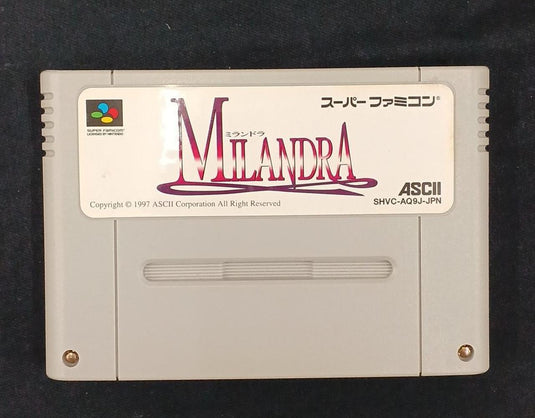 スーパーファミコン®
SUPER FAMICOM
LICENSED BY NINTENDO
ミランドラ
MILANDRA
ASCII
Copyright © 1997 ASCII Corporation All Right Reserved
SHVC-AQ9J-JPN